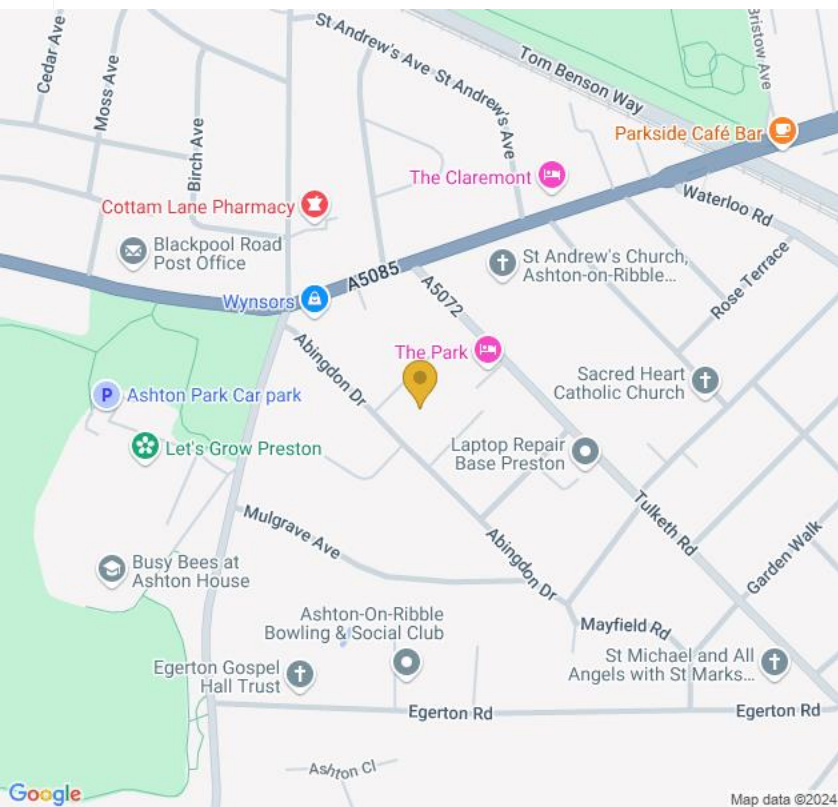 Cedar Ave
Moss Ave
Birch Ave
St Andrew's Ave
St Andrew's Ave
Tom Benson Way
Bristow Ave
Parkside Café Bar
The Claremont
Cottam Lane Pharmacy
Waterloo Rd
Blackpool Road
Post Office
St Andrew's Church,
Ashton-on-Ribble...
A5085
A5072
Wynsors
Rose Terrace
Abingdon Dr
The Park
Sacred Heart
Catholic Church
P
Ashton Park Car park
Let's Grow Preston
Laptop Repair
Base Preston
Tulketh Rd
Mulgrave Ave
Abingdon Dr
Garden Walk
Busy Bees at
Ashton House
Ashton-On-Ribble
Bowling & Social Club
Mayfield Rd
Egerton Gospel
Hall Trust
St Michael and All
Angels with St Marks...
Egerton Rd
Egerton Rd
Ashton Cl
Google
Map data ©2024